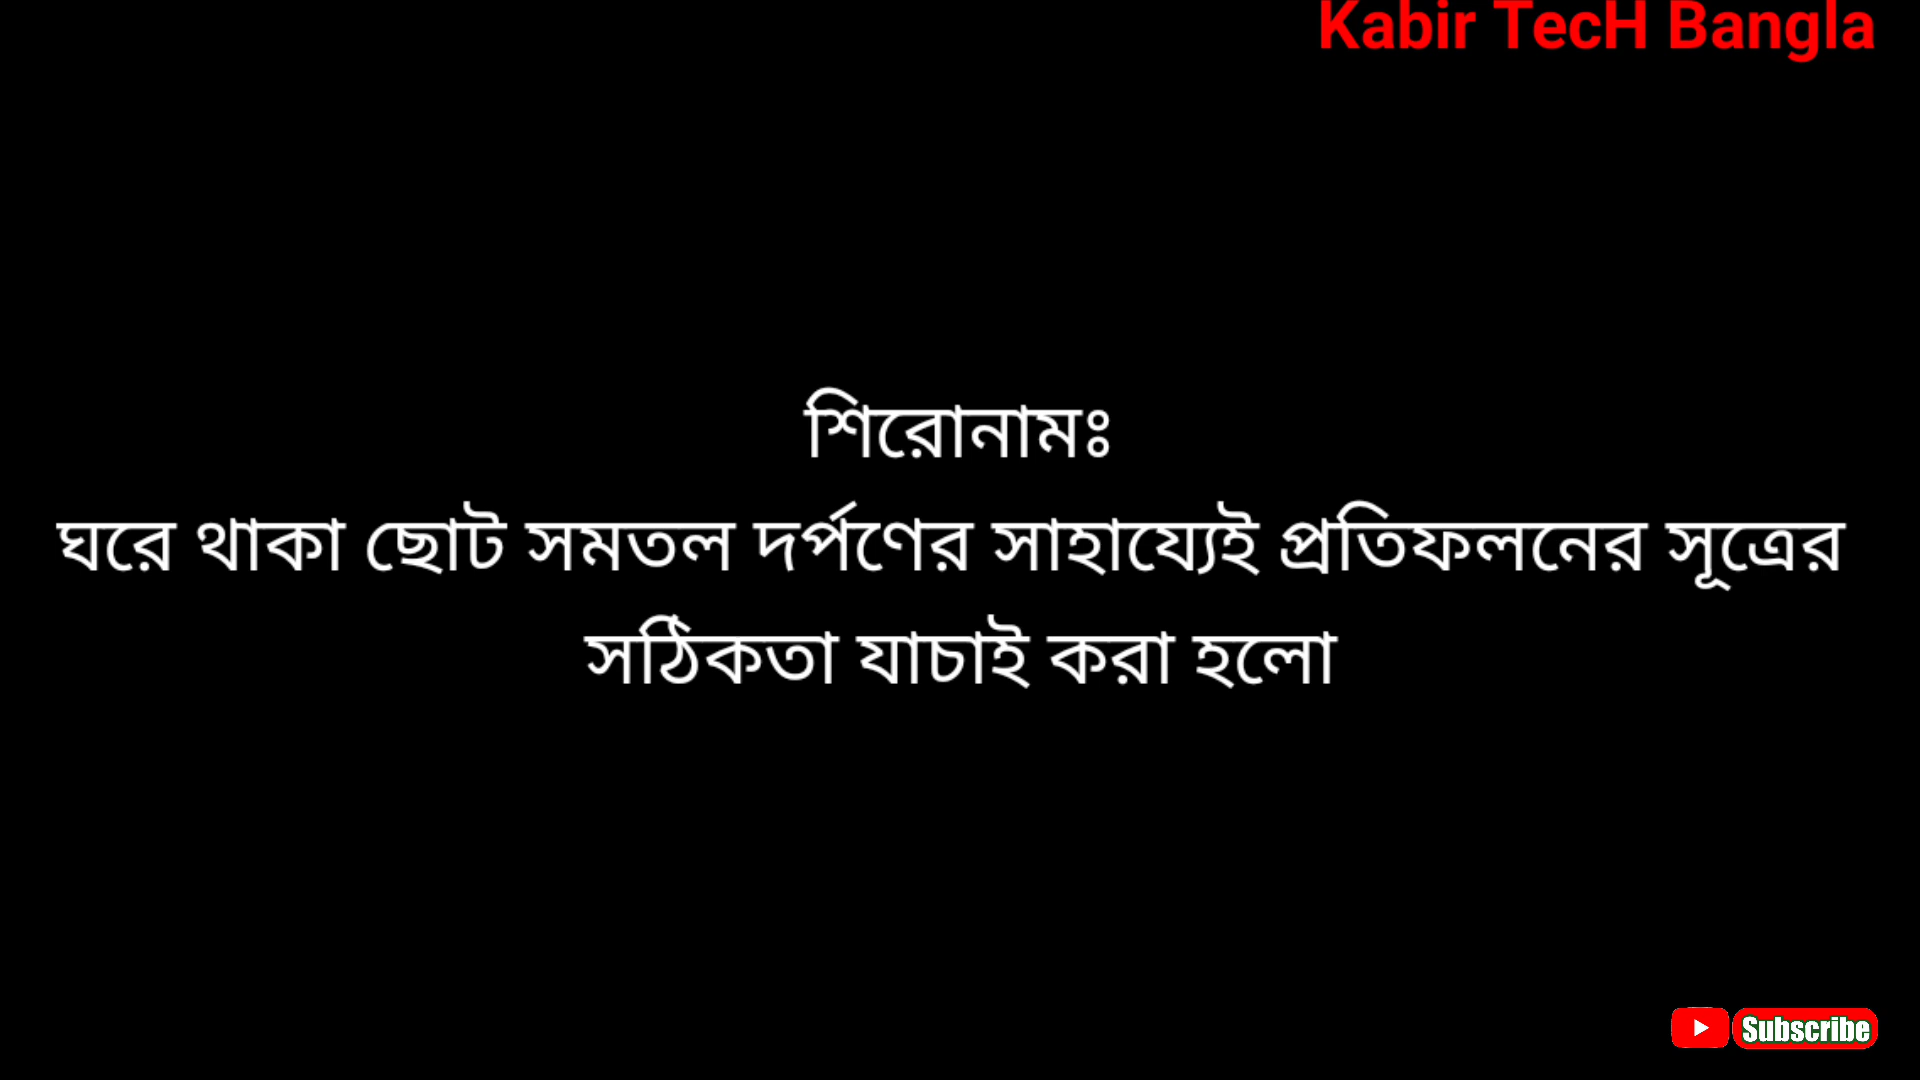 Kabir TecH Bangla
শিরোনামঃ
ঘরে থাকা ছোট সমতল দর্পণের সাহায্যেই প্রতিফলনের সূত্রের
সঠিকতা যাচাই করা হলো
Subscribe